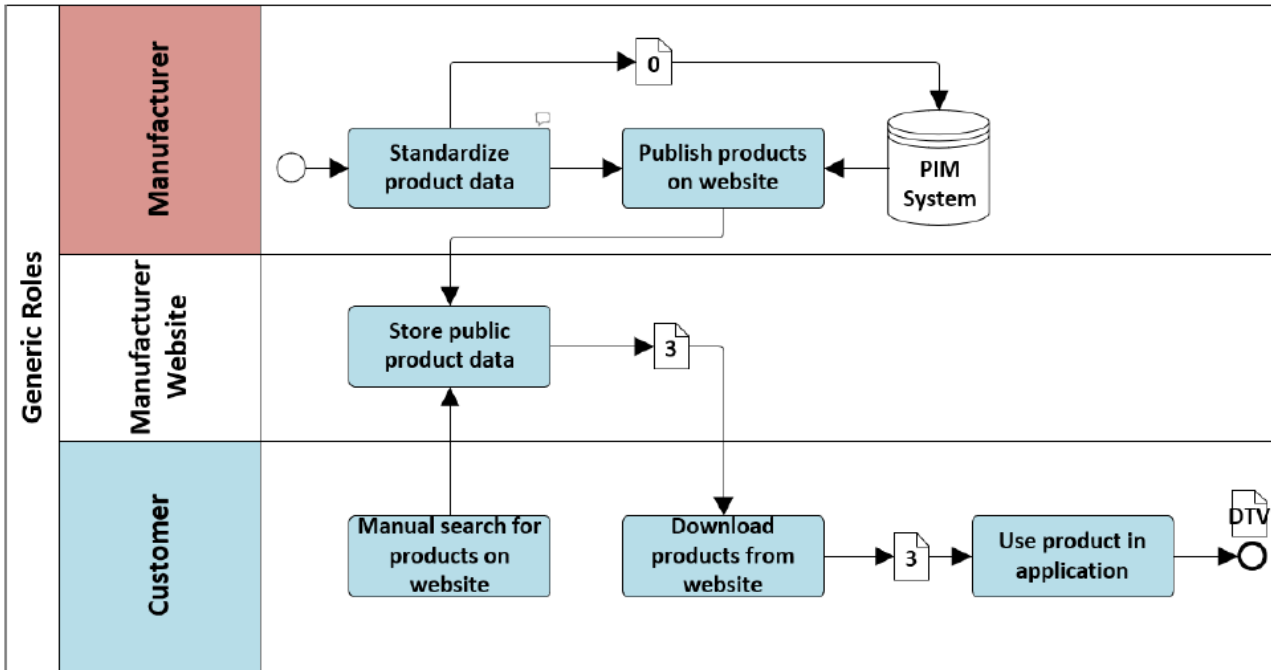 Generic Roles
Manufacturer
0
Standardize
product data
Publish products
on website
PIM
System
Manufacturer
Website
Store public
product data
3
Customer
Manual search for
products on
website
Download
products from
website
3
Use product in
application
DTV